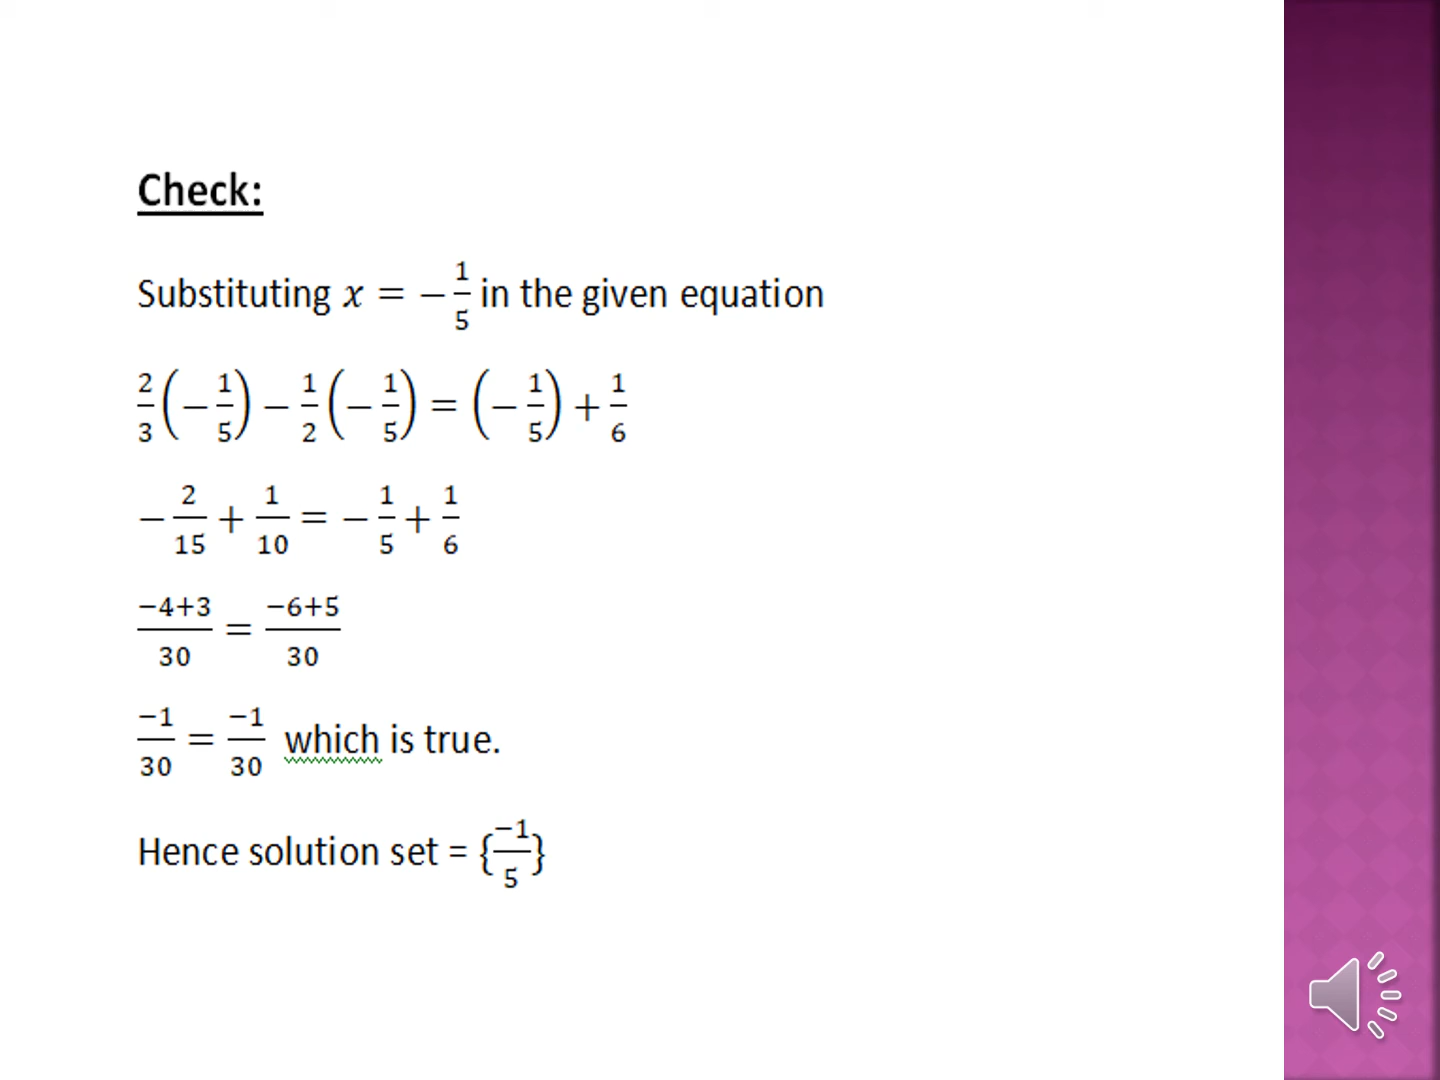 Check:
Substituting x = −1/5 in the given equation
2/3(−1/5) − 1/2(−1/5) = (−1/5) + 1/6
−2/15 + 1/10 = −1/5 + 1/6
−4+3/30 = −6+5/30
−1/30 = −1/30 which is true.
Hence solution set = {−1/5}